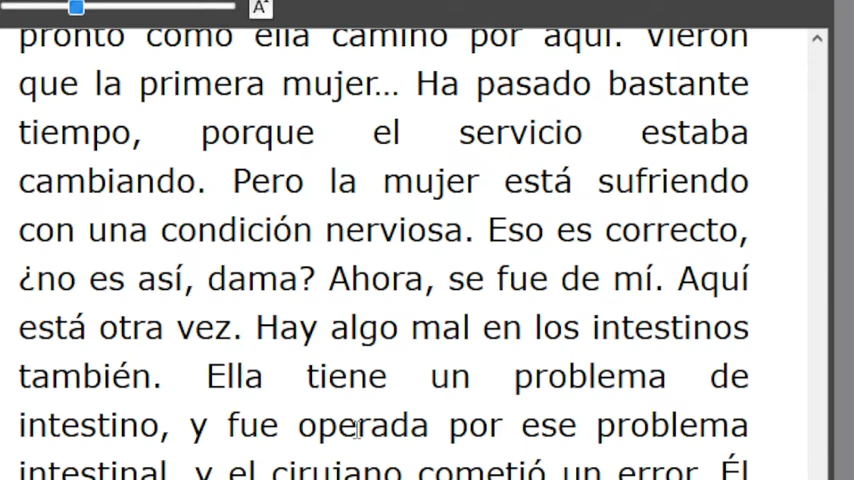 A
pronto como ella caminó por aquí. Vieron
que la primera mujer... Ha pasado bastante
tiempo, porque el servicio estaba
cambiando. Pero la mujer está sufriendo
con una condición nerviosa. Eso es correcto,
¿no es así, dama? Ahora, se fue de mí. Aquí
está otra vez. Hay algo mal en los intestinos
también. Ella tiene un problema de
intestino, y fue operada por ese problema
intestinal, y el cirujano cometió un error. Él